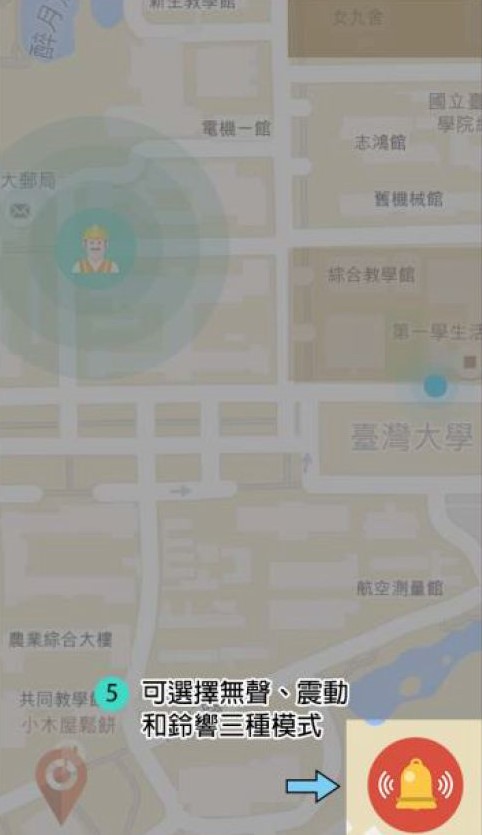 新生教學館
女九舍
醉月
國立臺
電機一館
學院
志鴻館
大郵局
舊機械館
綜合教學館
第一學生活
臺灣大學
航空測量館
農業綜合大樓
共同教學
5 可選擇無聲、震動
和鈴響三種模式
小木屋鬆餅